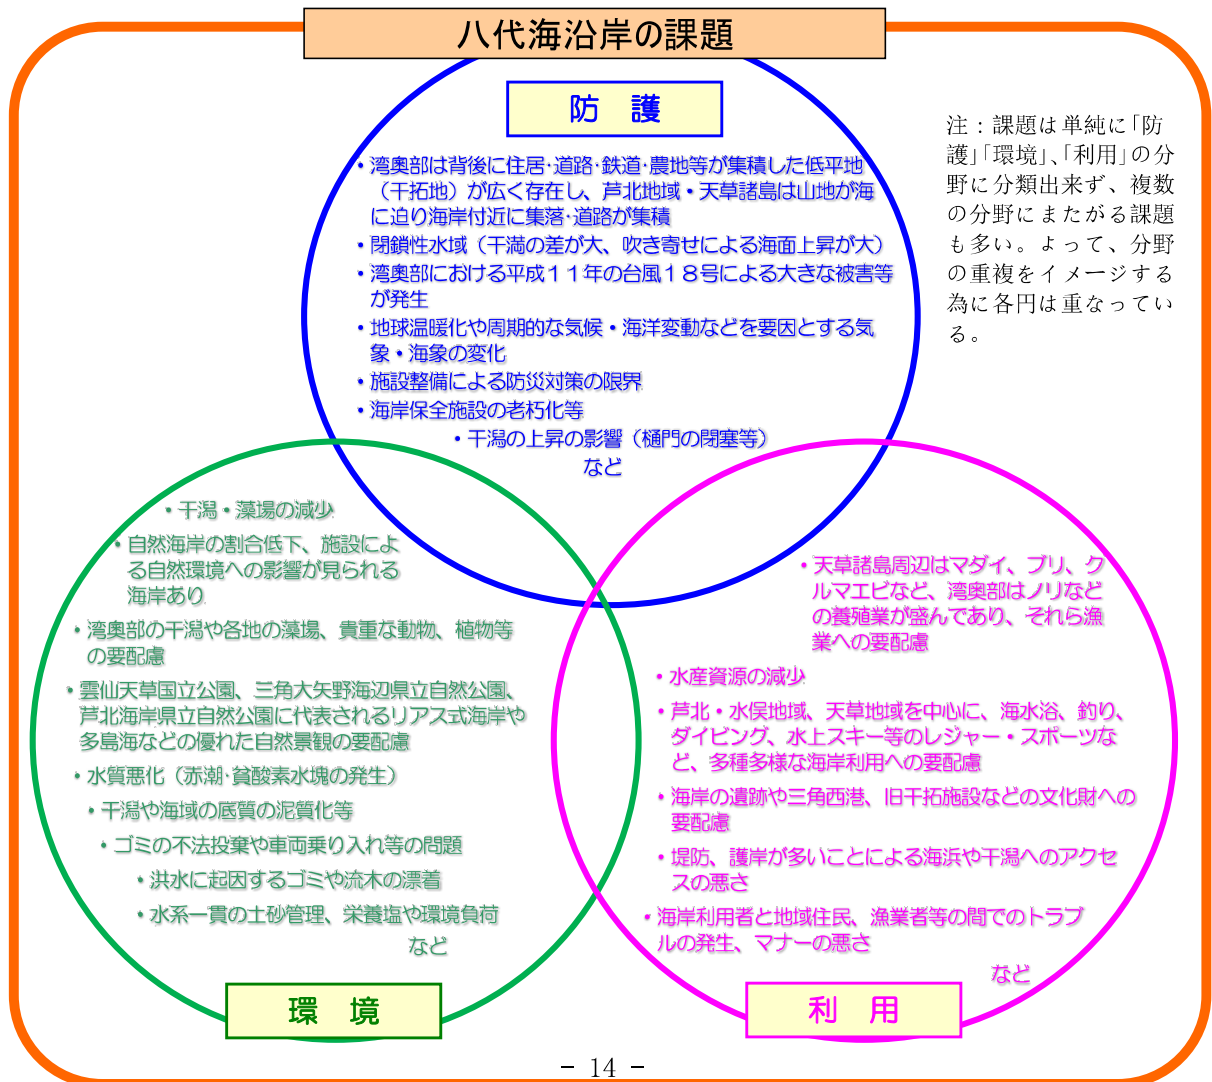 八代海沿岸の課題
防　護
・湾奥部は背後に住居･道路･鉄道･農地等が集積した低平地
（干拓地）が広く存在し、芦北地域・天草諸島は山地が海
に迫り海岸付近に集落･道路が集積
・閉鎖性水域（干満の差が大、吹き寄せによる海面上昇が大）
・湾奥部における平成１１年の台風１８号による大きな被害等
が発生
・地球温暖化や周期的な気候・海洋変動などを要因とする気
象・海象の変化
・施設整備による防災対策の限界
・海岸保全施設の老朽化等
・干潟の上昇の影響（樋門の閉塞等）
など
注：課題は単純に「防
護」「環境」、「利用」の分
野に分類出来ず、複数
の分野にまたがる課題
も多い。よって、分野
の重複をイメージする
為に各円は重なってい
る。
・干潟・藻場の減少
・自然海岸の割合低下、施設によ
る自然環境への影響が見られる
海岸あり
・湾奥部の干潟や各地の藻場、貴重な動物、植物等
の要配慮
・雲仙天草国立公園、三角大矢野海辺県立自然公園、
芦北海岸県立自然公園に代表されるリアス式海岸や
多島海などの優れた自然景観の要配慮
・水質悪化（赤潮･貧酸素水塊の発生）
・干潟や海域の底質の泥質化等
・ゴミの不法投棄や車両乗り入れ等の問題
・洪水に起因するゴミや流木の漂着
・水系一貫の土砂管理、栄養塩や環境負荷
など
環　境
・天草諸島周辺はマダイ、ブリ、ク
ルマエビなど、湾奥部はノリなど
の養殖業が盛んであり、それら漁
業への要配慮
・水産資源の減少
・芦北・水俣地域、天草地域を中心に、海水浴、釣り、
ダイビング、水上スキー等のレジャー・スポーツな
ど、多種多様な海岸利用への要配慮
・海岸の遺跡や三角西港、旧干拓施設などの文化財への
要配慮
・堤防、護岸が多いことによる海浜や干潟へのアクセ
スの悪さ
・海岸利用者と地域住民、漁業者等の間でのトラブ
ルの発生、マナーの悪さ
など
利　用
－ 14 －